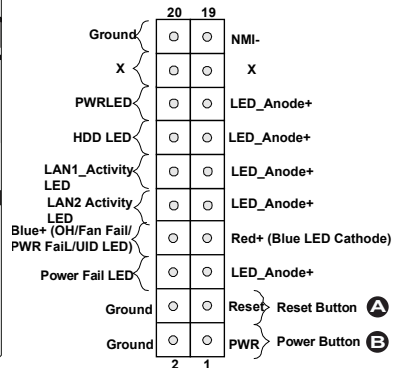 20 19
Ground NMI-
X X
PWRLED LED_Anode+
HDD LED LED_Anode+
LAN1_Activity
LED LED_Anode+
LAN2 Activity
LED LED_Anode+
Blue+ (OH/Fan Fail/
PWR FaiL/UID LED) Red+ (Blue LED Cathode)
Power Fail LED LED_Anode+
Ground Reset Reset Button A
Ground PWR Power Button B
2 1